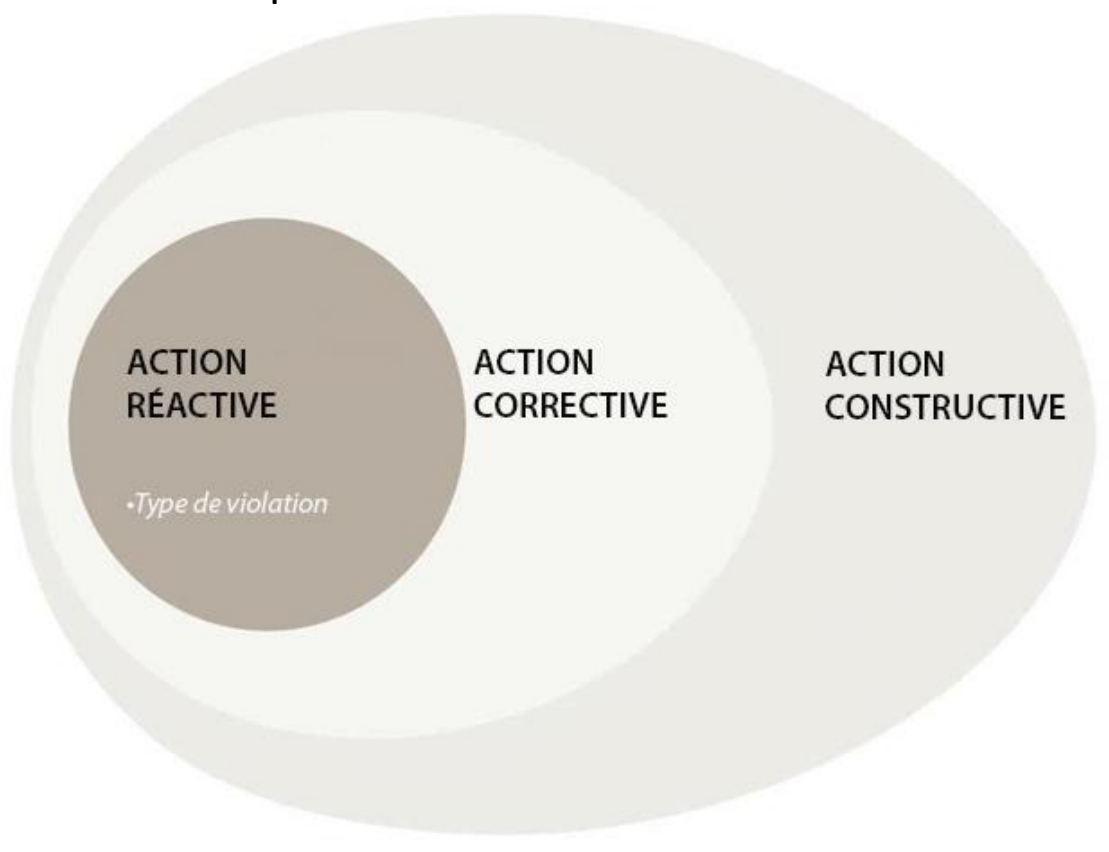 ACTION
RÉACTIVE
•Type de violation
ACTION
CORRECTIVE
ACTION
CONSTRUCTIVE